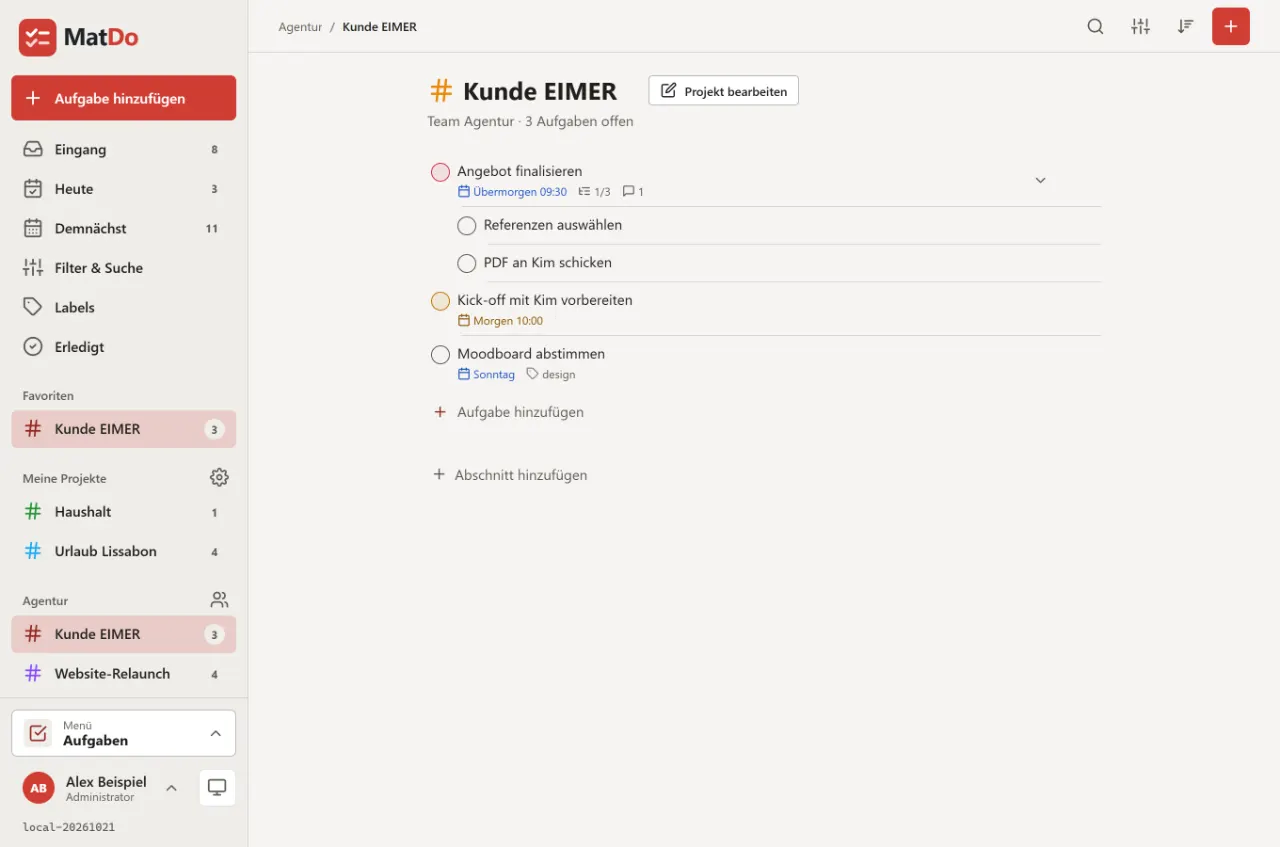 MatDo
Aufgabe hinzufügen
Eingang 8
Heute 3
Demnächst 11
Filter & Suche
Labels
Erledigt
Favoriten
Kunde EIMER 3
Meine Projekte
Haushalt 1
Urlaub Lissabon 4
Agentur
Kunde EIMER 3
Website-Relaunch 4
Menü
Aufgaben
AB
Alex Beispiel
Administrator
local-20261021
Agentur / Kunde EIMER
Kunde EIMER
Projekt bearbeiten
Team Agentur · 3 Aufgaben offen
Angebot finalisieren
Übermorgen 09:30 1/3 1
Referenzen auswählen
PDF an Kim schicken
Kick-off mit Kim vorbereiten
Morgen 10:00
Moodboard abstimmen
Sonntag design
Aufgabe hinzufügen
Abschnitt hinzufügen